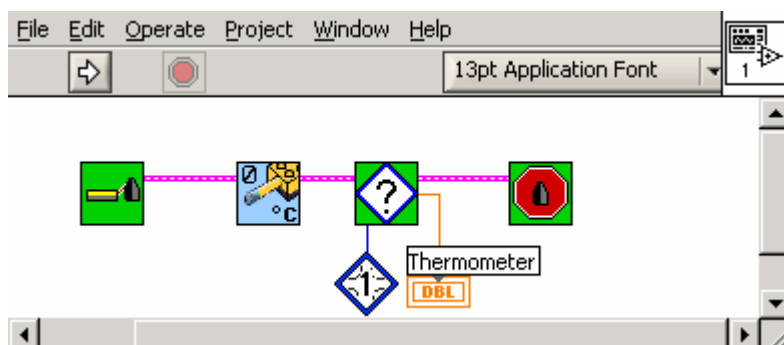 File Edit Operate Project Window Help
13pt Application Font
1
0
°C
?
1
Thermometer
DBL